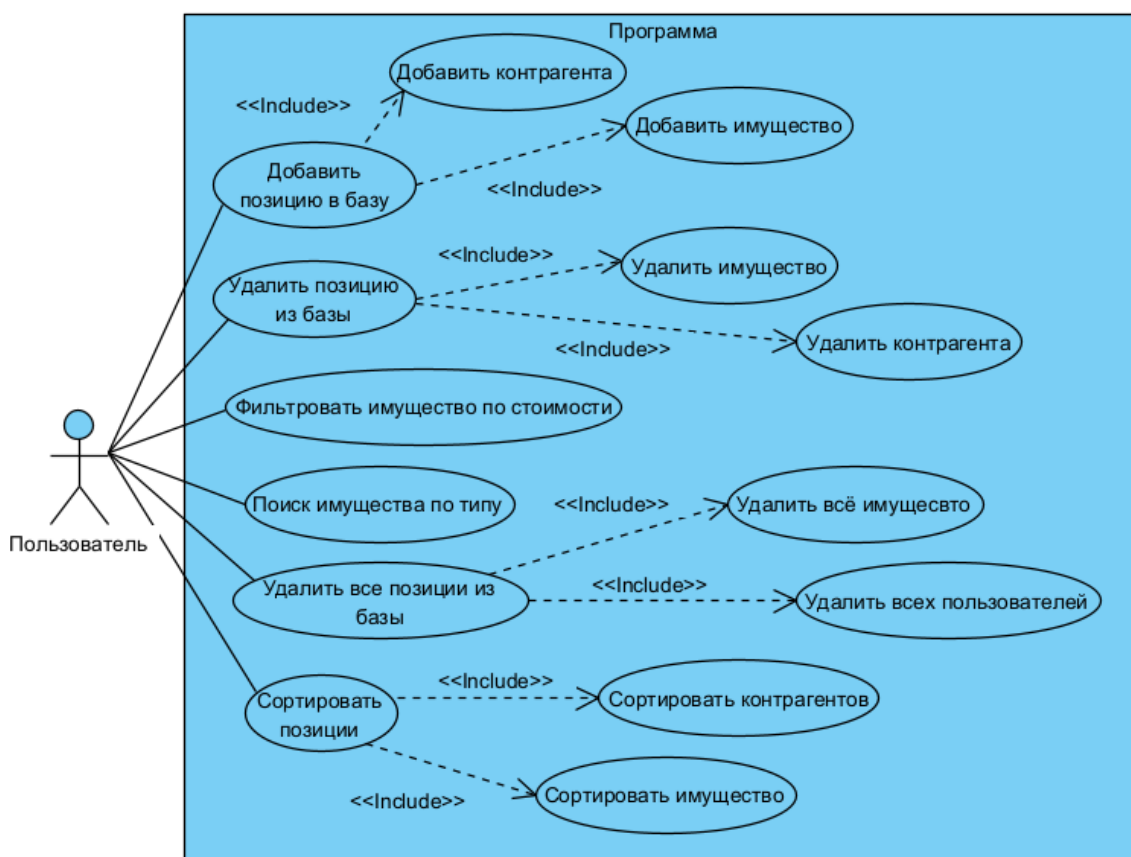 Программа
Добавить контрагента
<<Include>>
Добавить имущество
Добавить
позицию в базу
<<Include>>
<<Include>>
Удалить имущество
Удалить позицию
из базы
<<Include>>
Удалить контрагента
Фильтровать имущество по стоимости
Поиск имущества по типу
<<Include>>
Удалить всё имущесвто
Пользователь
Удалить все позиции из
базы
<<Include>>
Удалить всех пользователей
<<Include>>
Сортировать контрагентов
Сортировать
позиции
<<Include>>
Сортировать имущество